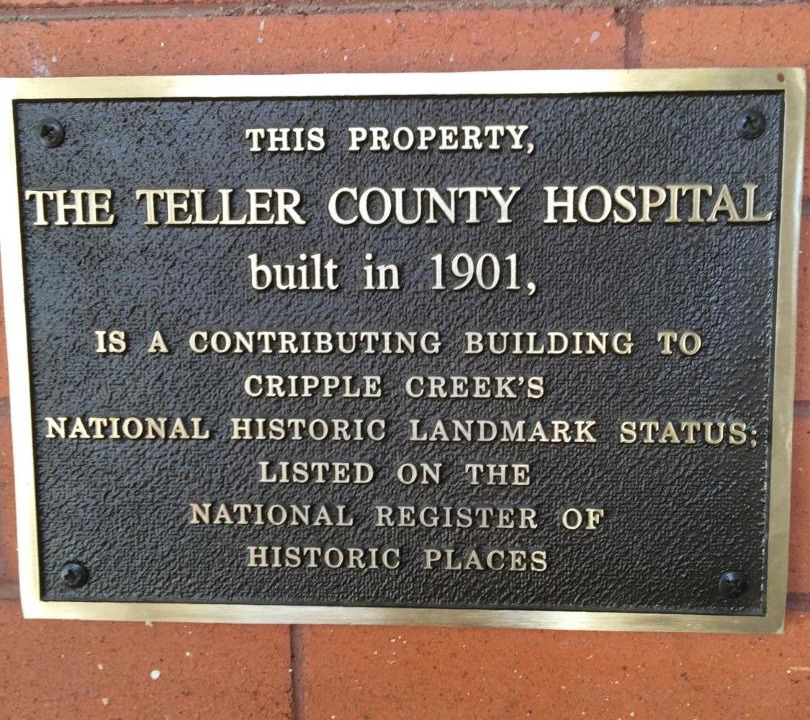 THIS PROPERTY,
THE TELLER COUNTY HOSPITAL
built in 1901,
IS A CONTRIBUTING BUILDING TO
CRIPPLE CREEK'S
NATIONAL HISTORIC LANDMARK STATUS;
LISTED ON THE
NATIONAL REGISTER OF
HISTORIC PLACES